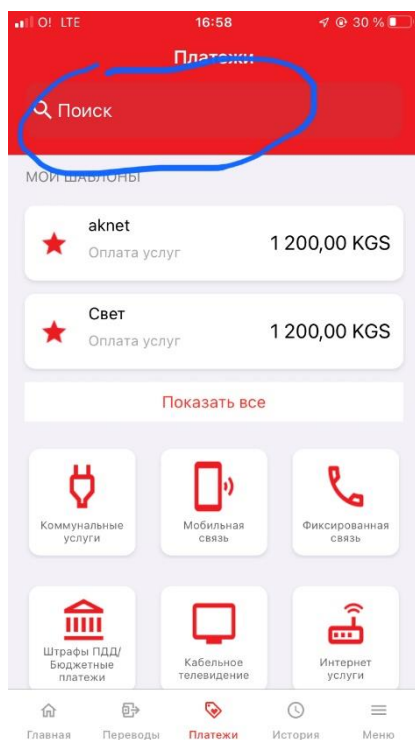 O! LTE 16:58 30 %
Платежи
Поиск
МОИ ШАБЛОНЫ
aknet
Оплата услуг
1 200,00 KGS
Свет
Оплата услуг
1 200,00 KGS
Показать все
Коммунальные
услуги
Мобильная
связь
Фиксированная
связь
Штрафы ПДД/
Бюджетные
платежи
Кабельное
телевидение
Интернет
услуги
Главная Переводы Платежи История Меню